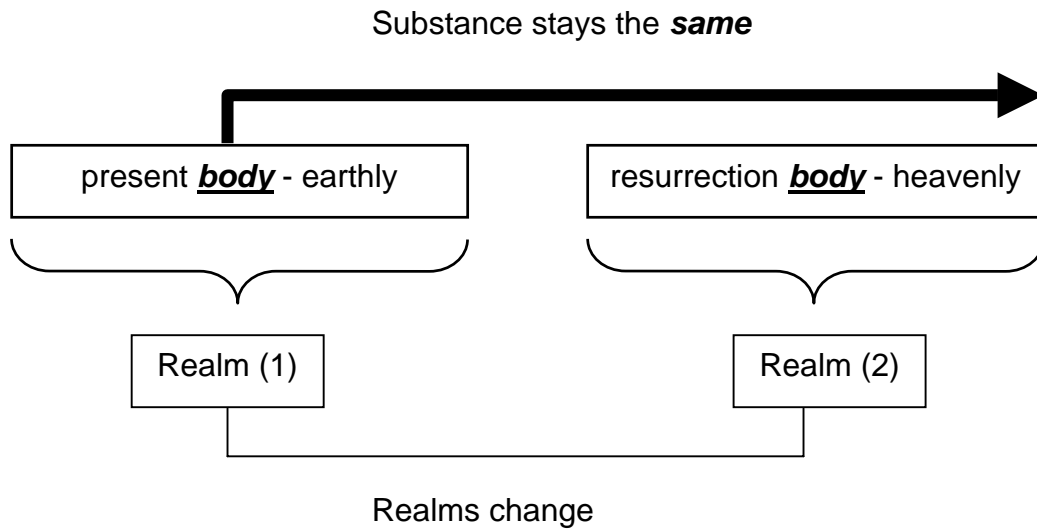 Substance stays the same
present body - earthly
resurrection body - heavenly
Realm (1)
Realm (2)
Realms change